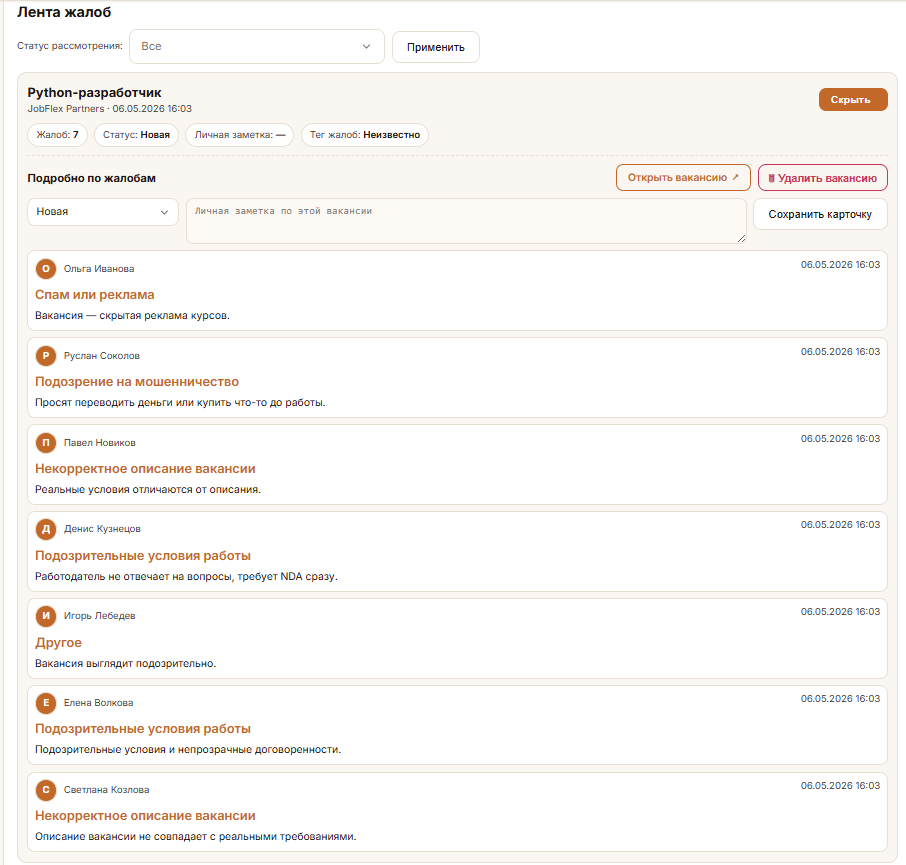 Лента жалоб
Статус рассмотрения: Все Применить
Python-разработчик
JobFlex Partners · 06.05.2026 16:03
Скрыть
Жалоб: 7 Статус: Новая Личная заметка: — Тег жалоб: Неизвестно
Подробно по жалобам
Открыть вакансию ↗ Удалить вакансию
Новая Личная заметка по этой вакансии Сохранить карточку
О Ольга Иванова 06.05.2026 16:03
Спам или реклама
Вакансия — скрытая реклама курсов.
Р Руслан Соколов 06.05.2026 16:03
Подозрение на мошенничество
Просят переводить деньги или купить что-то до работы.
П Павел Новиков 06.05.2026 16:03
Некорректное описание вакансии
Реальные условия отличаются от описания.
Д Денис Кузнецов 06.05.2026 16:03
Подозрительные условия работы
Работодатель не отвечает на вопросы, требует NDA сразу.
И Игорь Лебедев 06.05.2026 16:03
Другое
Вакансия выглядит подозрительно.
Е Елена Волкова 06.05.2026 16:03
Подозрительные условия работы
Подозрительные условия и непрозрачные договоренности.
С Светлана Козлова 06.05.2026 16:03
Некорректное описание вакансии
Описание вакансии не совпадает с реальными требованиями.